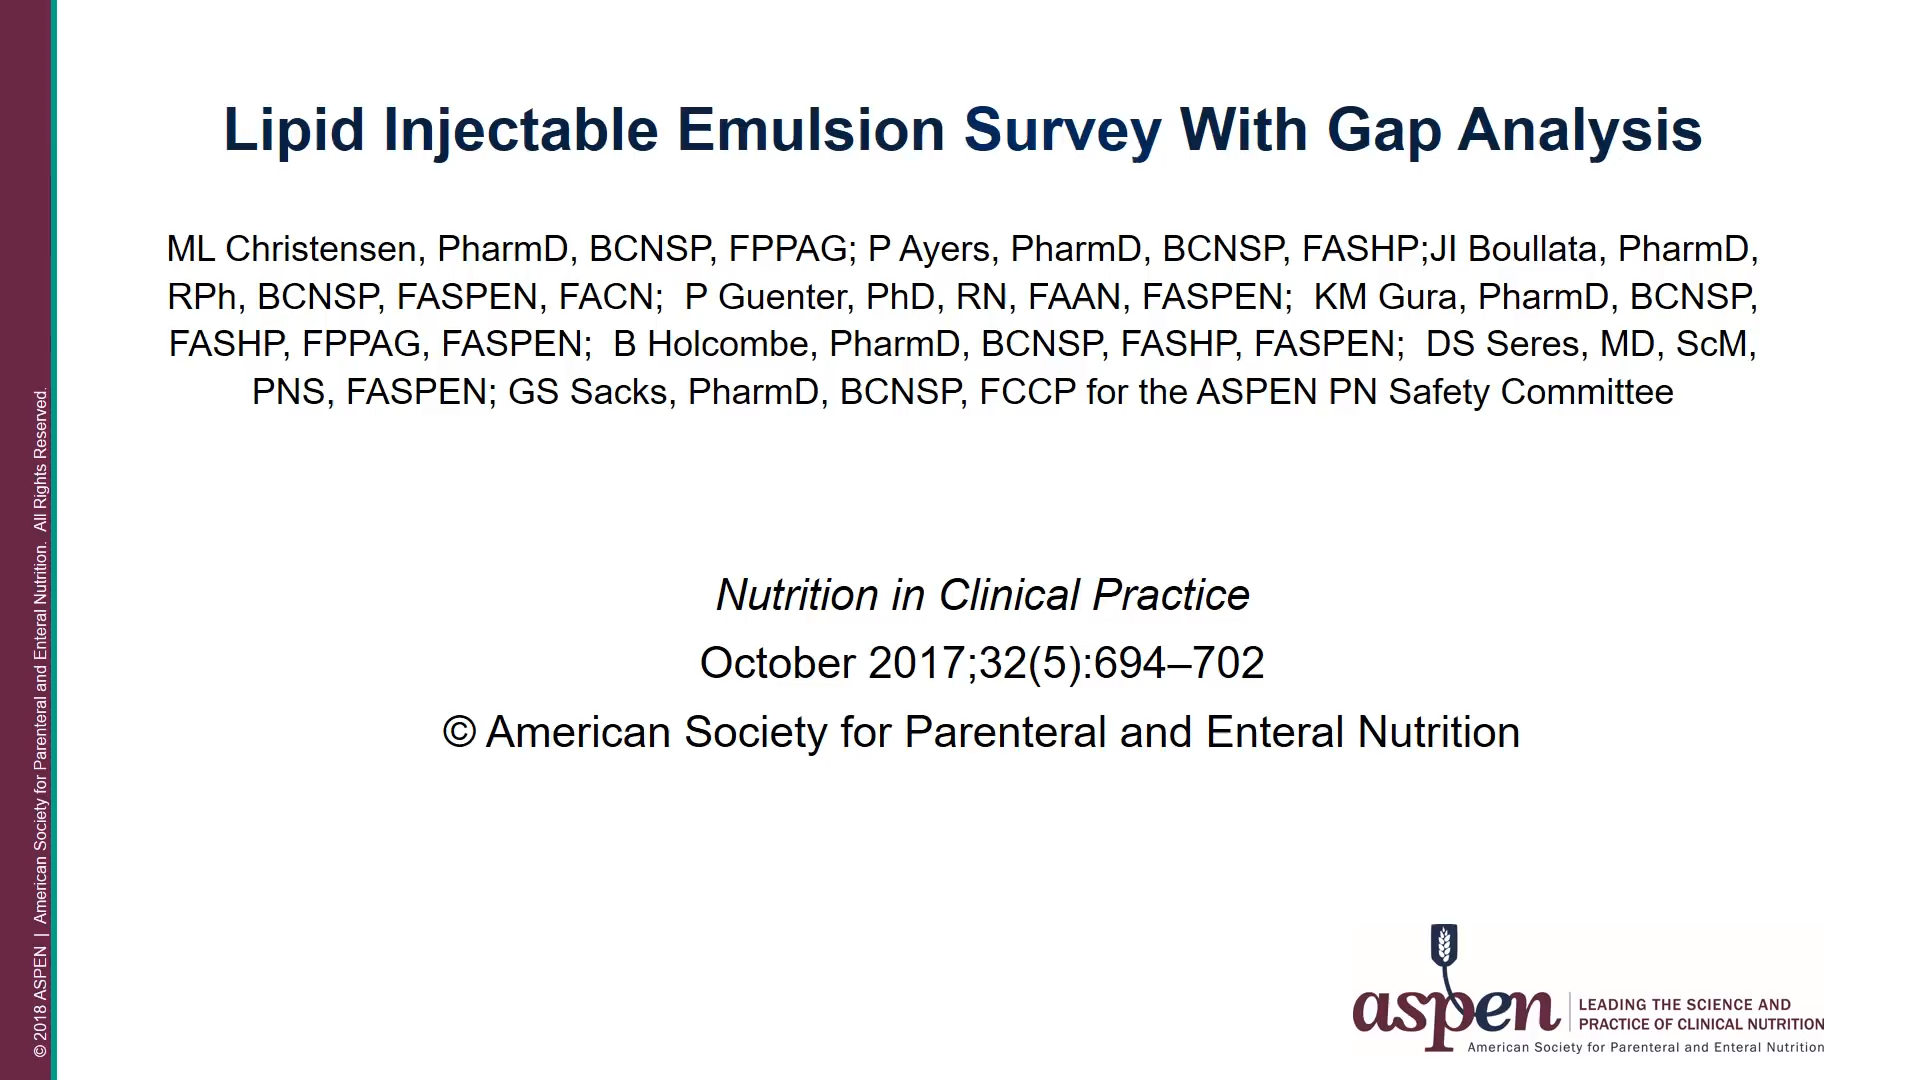 Lipid Injectable Emulsion Survey With Gap Analysis
ML Christensen, PharmD, BCNSP, FPPAG; P Ayers, PharmD, BCNSP, FASHP;JI Boullata, PharmD,
RPh, BCNSP, FASPEN, FACN;  P Guenter, PhD, RN, FAAN, FASPEN;  KM Gura, PharmD, BCNSP,
FASHP, FPPAG, FASPEN;  B Holcombe, PharmD, BCNSP, FASHP, FASPEN;  DS Seres, MD, ScM,
PNS, FASPEN; GS Sacks, PharmD, BCNSP, FCCP for the ASPEN PN Safety Committee
Nutrition in Clinical Practice
October 2017;32(5):694–702
© American Society for Parenteral and Enteral Nutrition
© 2018 ASPEN | American Society for Parenteral and Enteral Nutrition.  All Rights Reserved.
aspen
LEADING THE SCIENCE AND
PRACTICE OF CLINICAL NUTRITION
American Society for Parenteral and Enteral Nutrition